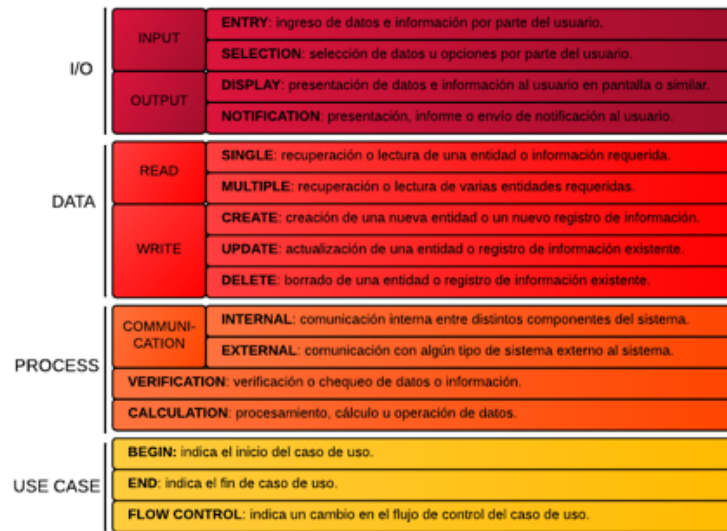 I/O
INPUT
ENTRY: ingreso de datos e información por parte del usuario.
SELECTION: selección de datos u opciones por parte del usuario.
OUTPUT
DISPLAY: presentación de datos e información al usuario en pantalla o similar.
NOTIFICATION: presentación, informe o envío de notificación al usuario.
DATA
READ
SINGLE: recuperación o lectura de una entidad o información requerida.
MULTIPLE: recuperación o lectura de varias entidades requeridas.
WRITE
CREATE: creación de una nueva entidad o un nuevo registro de información.
UPDATE: actualización de una entidad o registro de información existente.
DELETE: borrado de una entidad o registro de información existente.
PROCESS
COMMUNI-
CATION
INTERNAL: comunicación interna entre distintos componentes del sistema.
EXTERNAL: comunicación con algún tipo de sistema externo al sistema.
VERIFICATION: verificación o chequeo de datos o información.
CALCULATION: procesamiento, cálculo u operación de datos.
USE CASE
BEGIN: indica el inicio del caso de uso.
END: indica el fin de caso de uso.
FLOW CONTROL: indica un cambio en el flujo de control del caso de uso.